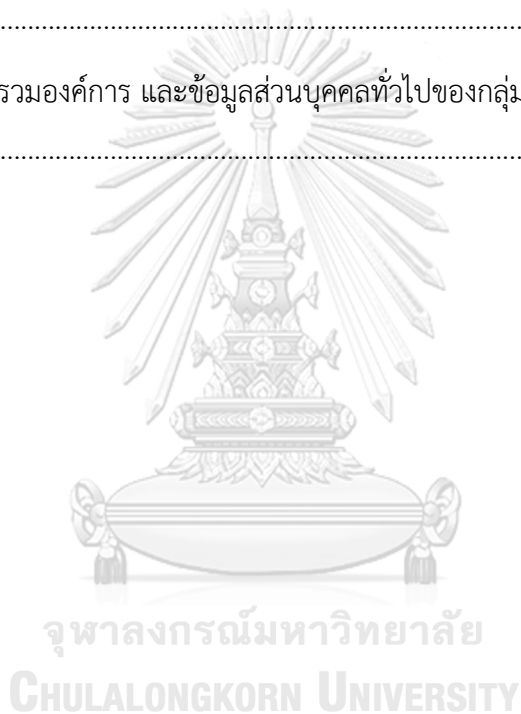 ................................................................................
รวมองค์การ และข้อมูลส่วนบุคคลทั่วไปของกลุ่ม
................................................................................
จุฬาลงกรณ์มหาวิทยาลัย
CHULALONGKORN UNIVERSITY